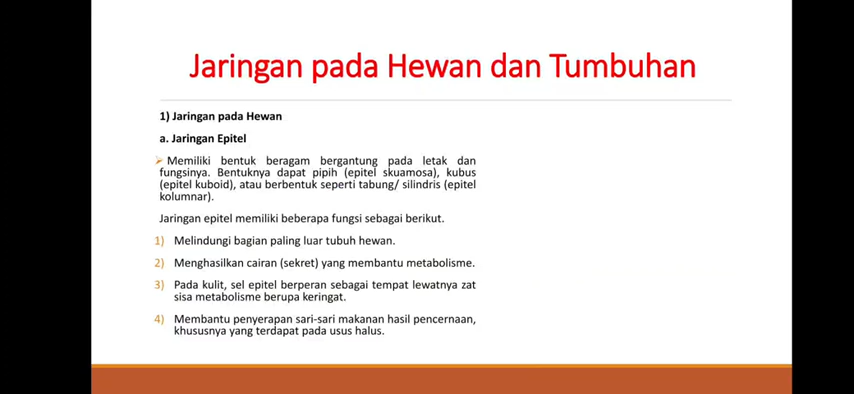 Jaringan pada Hewan dan Tumbuhan
1) Jaringan pada Hewan
a. Jaringan Epitel
➢ Memiliki bentuk beragam bergantung pada letak dan
fungsinya. Bentuknya dapat pipih (epitel skuamosa), kubus
(epitel kuboid), atau berbentuk seperti tabung/ silindris (epitel
kolumnar).
Jaringan epitel memiliki beberapa fungsi sebagai berikut.
1) Melindungi bagian paling luar tubuh hewan.
2) Menghasilkan cairan (sekret) yang membantu metabolisme.
3) Pada kulit, sel epitel berperan sebagai tempat lewatnya zat
sisa metabolisme berupa keringat.
4) Membantu penyerapan sari-sari makanan hasil pencernaan,
khususnya yang terdapat pada usus halus.